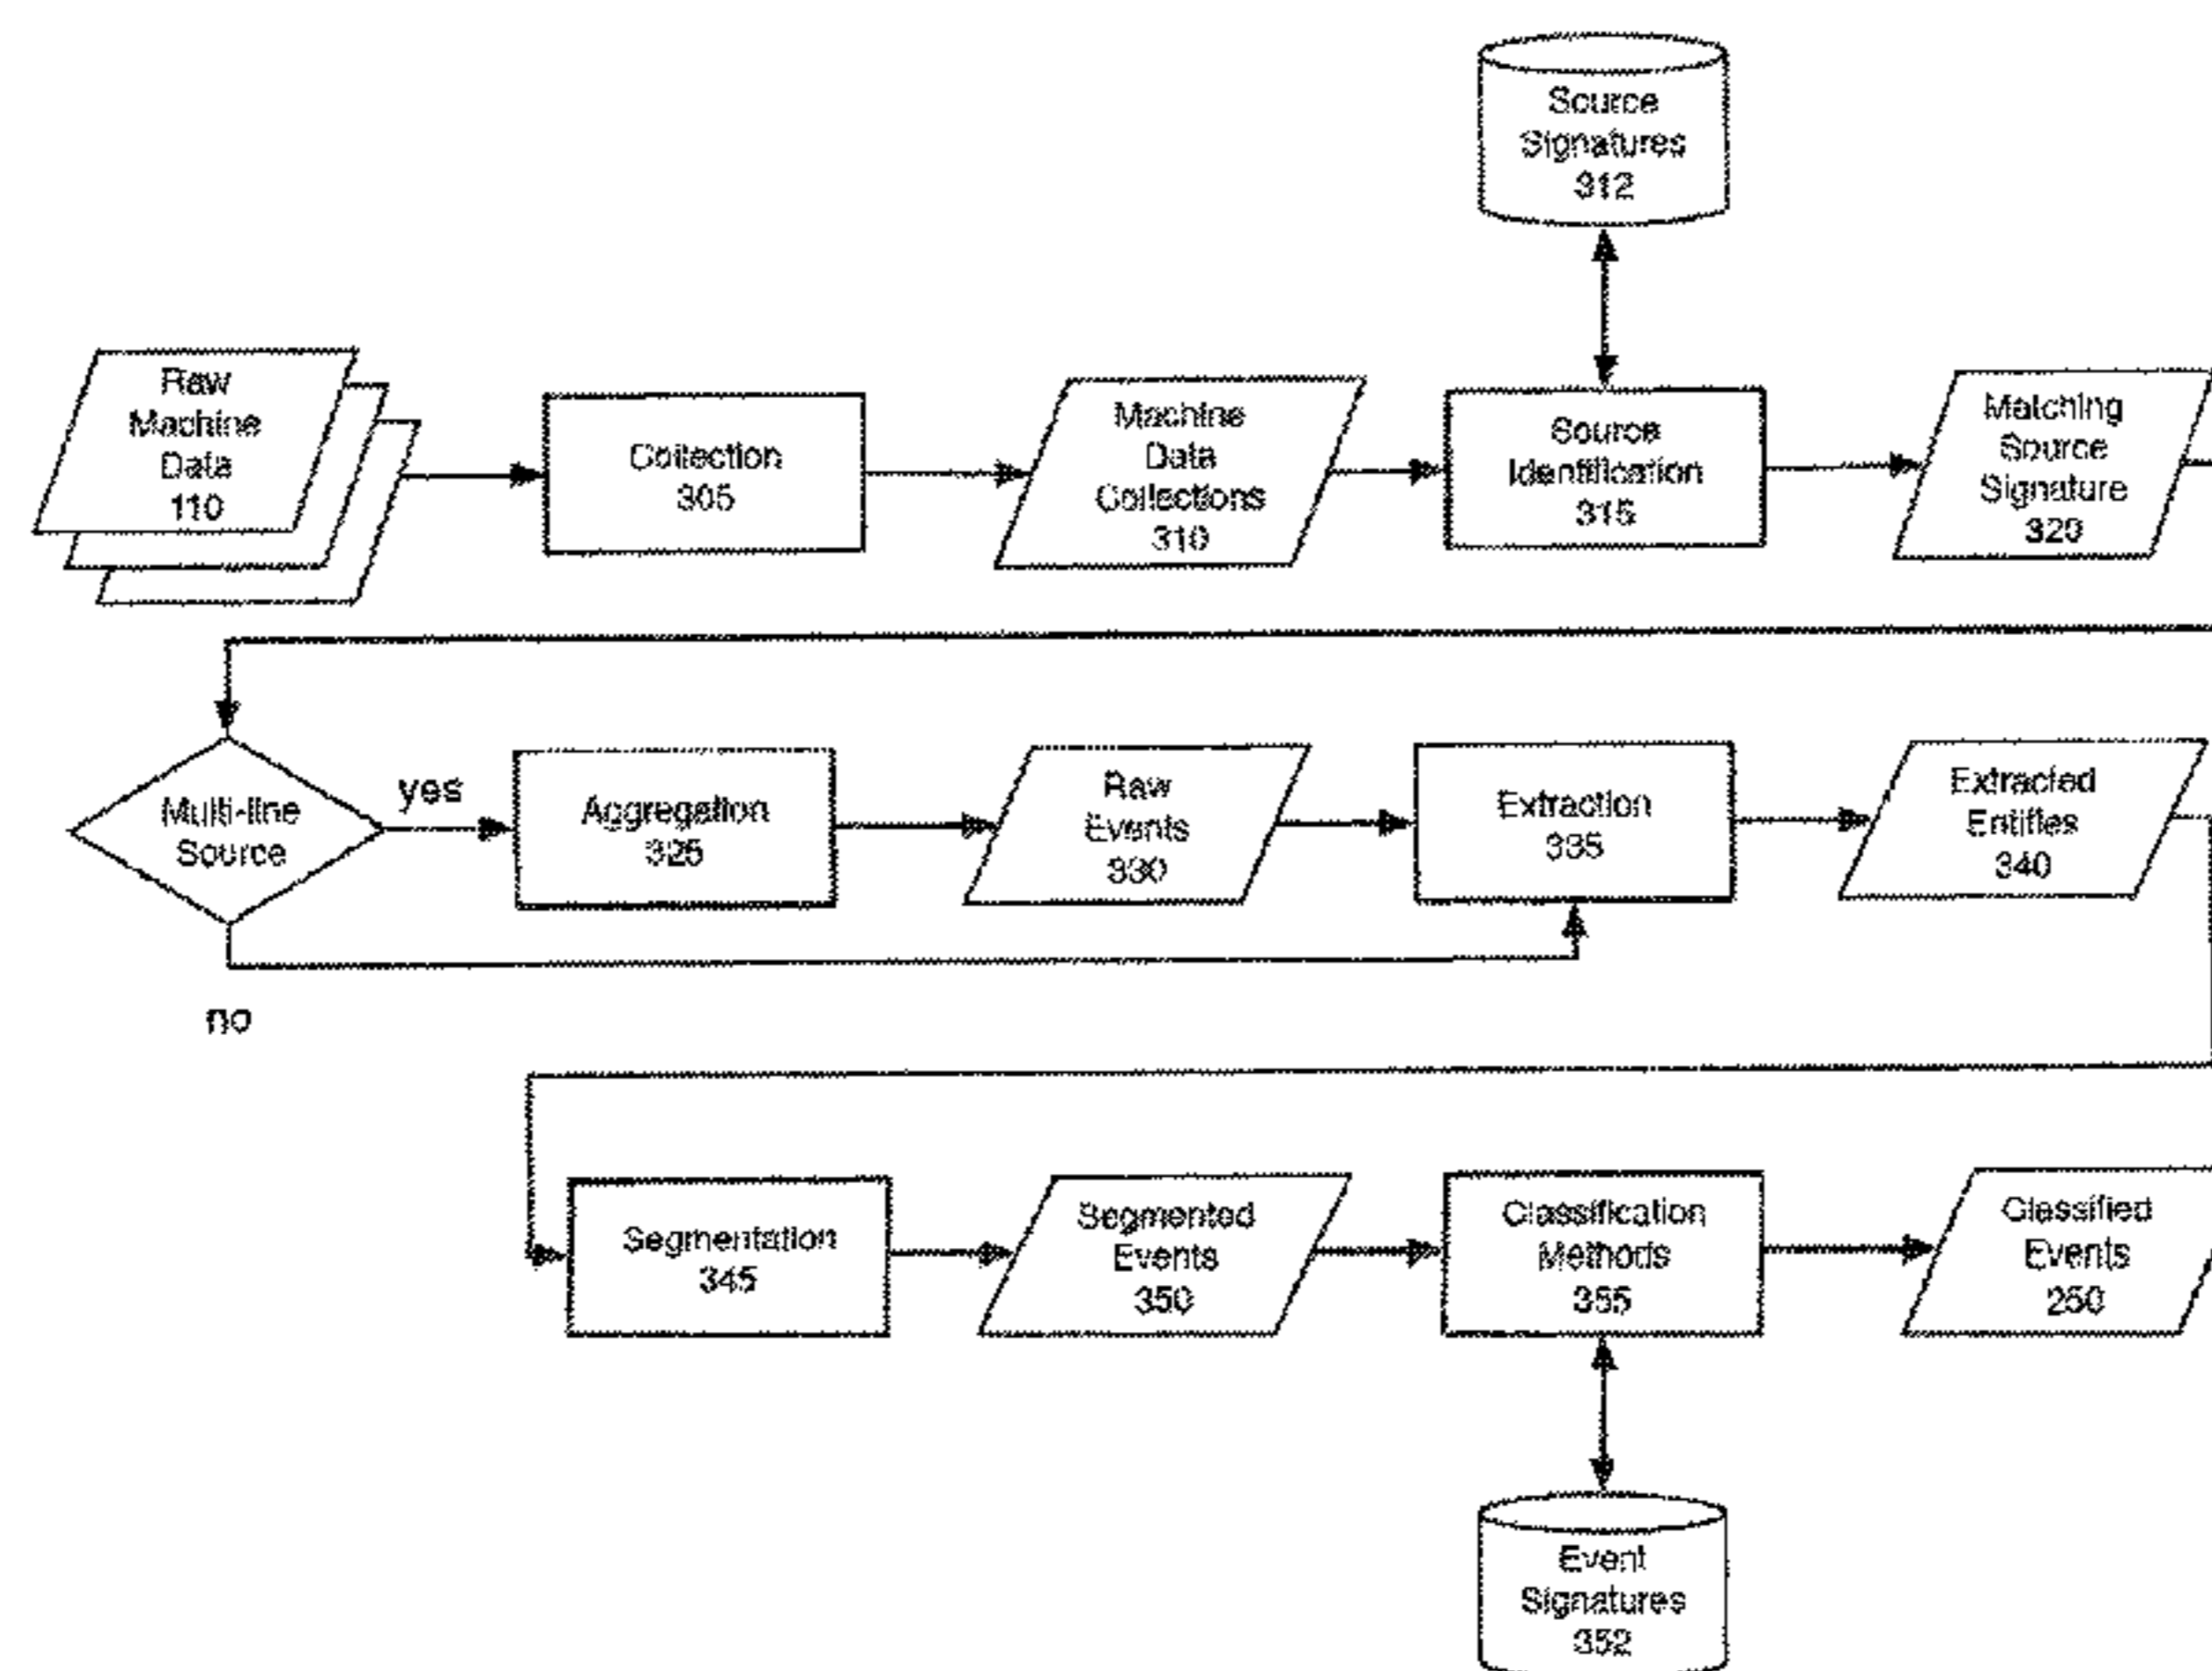 Source
Signatures
312
Raw
Machine
Data
110
Collection
305
Machine
Data
Collections
310
Source
Identification
315
Matching
Source
Signature
320
Multi-line
Source
yes
Aggregation
325
Raw
Events
330
Extraction
335
Extracted
Entities
340
no
Segmentation
345
Segmented
Events
350
Classification
Methods
355
Classified
Events
250
Event
Signatures
352